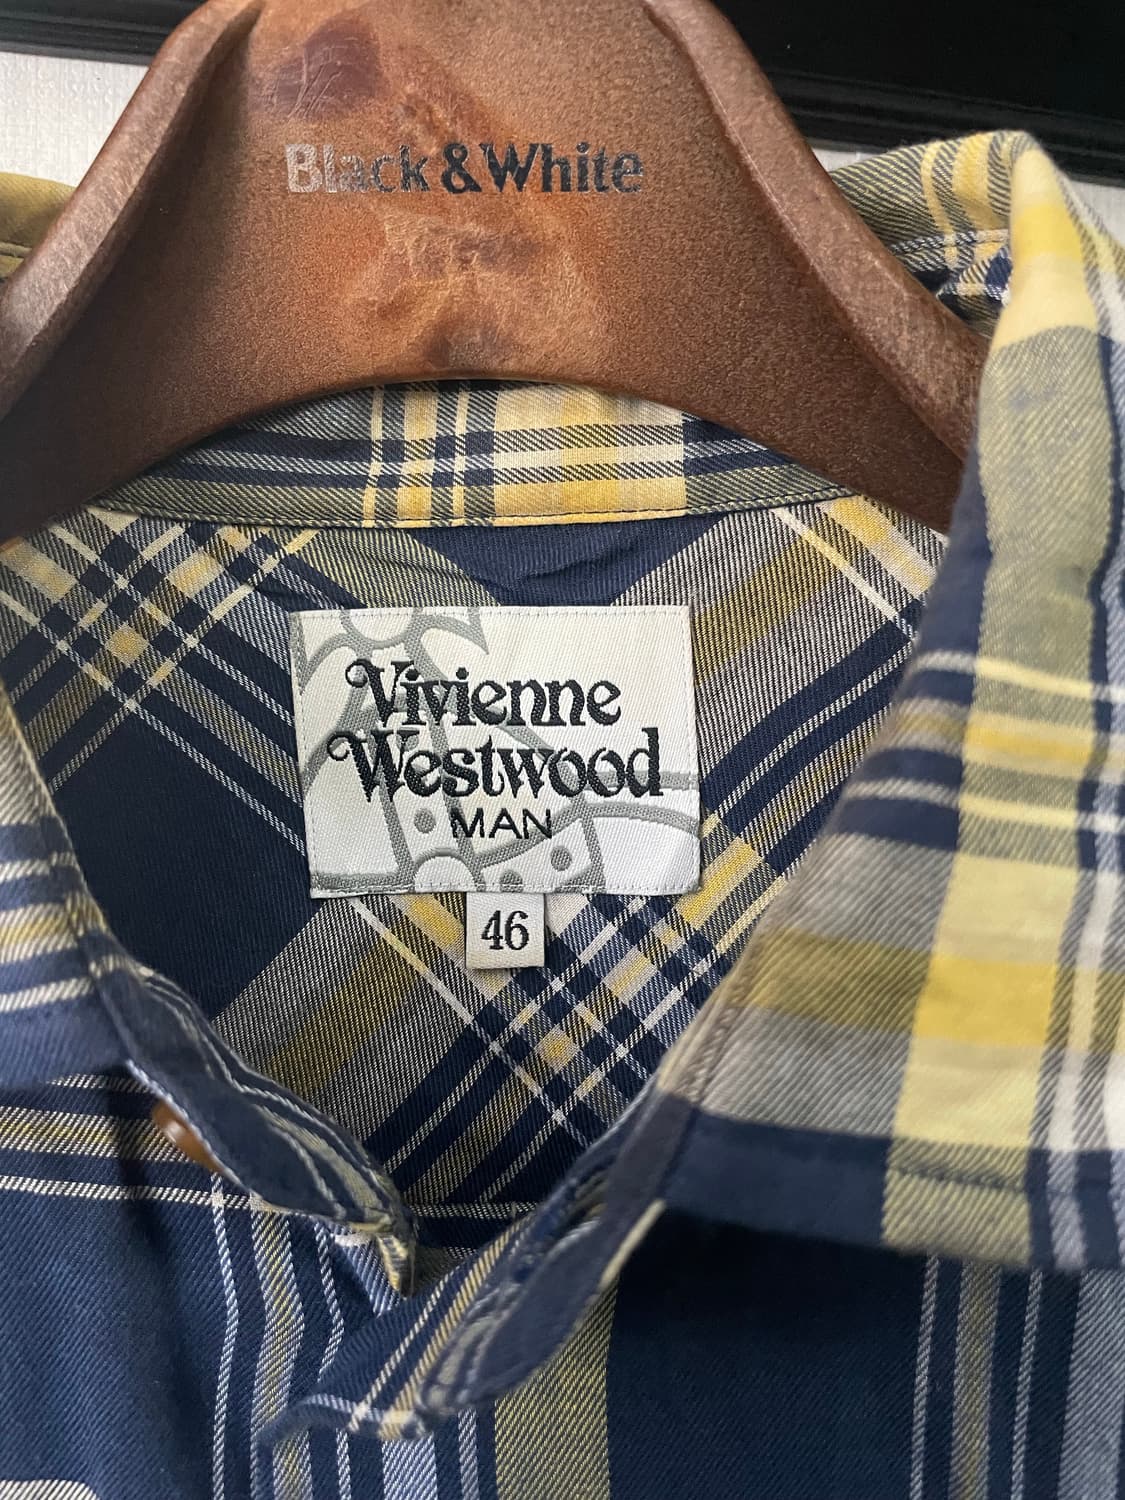 Black & White
Vivienne
Westwood
MAN
46